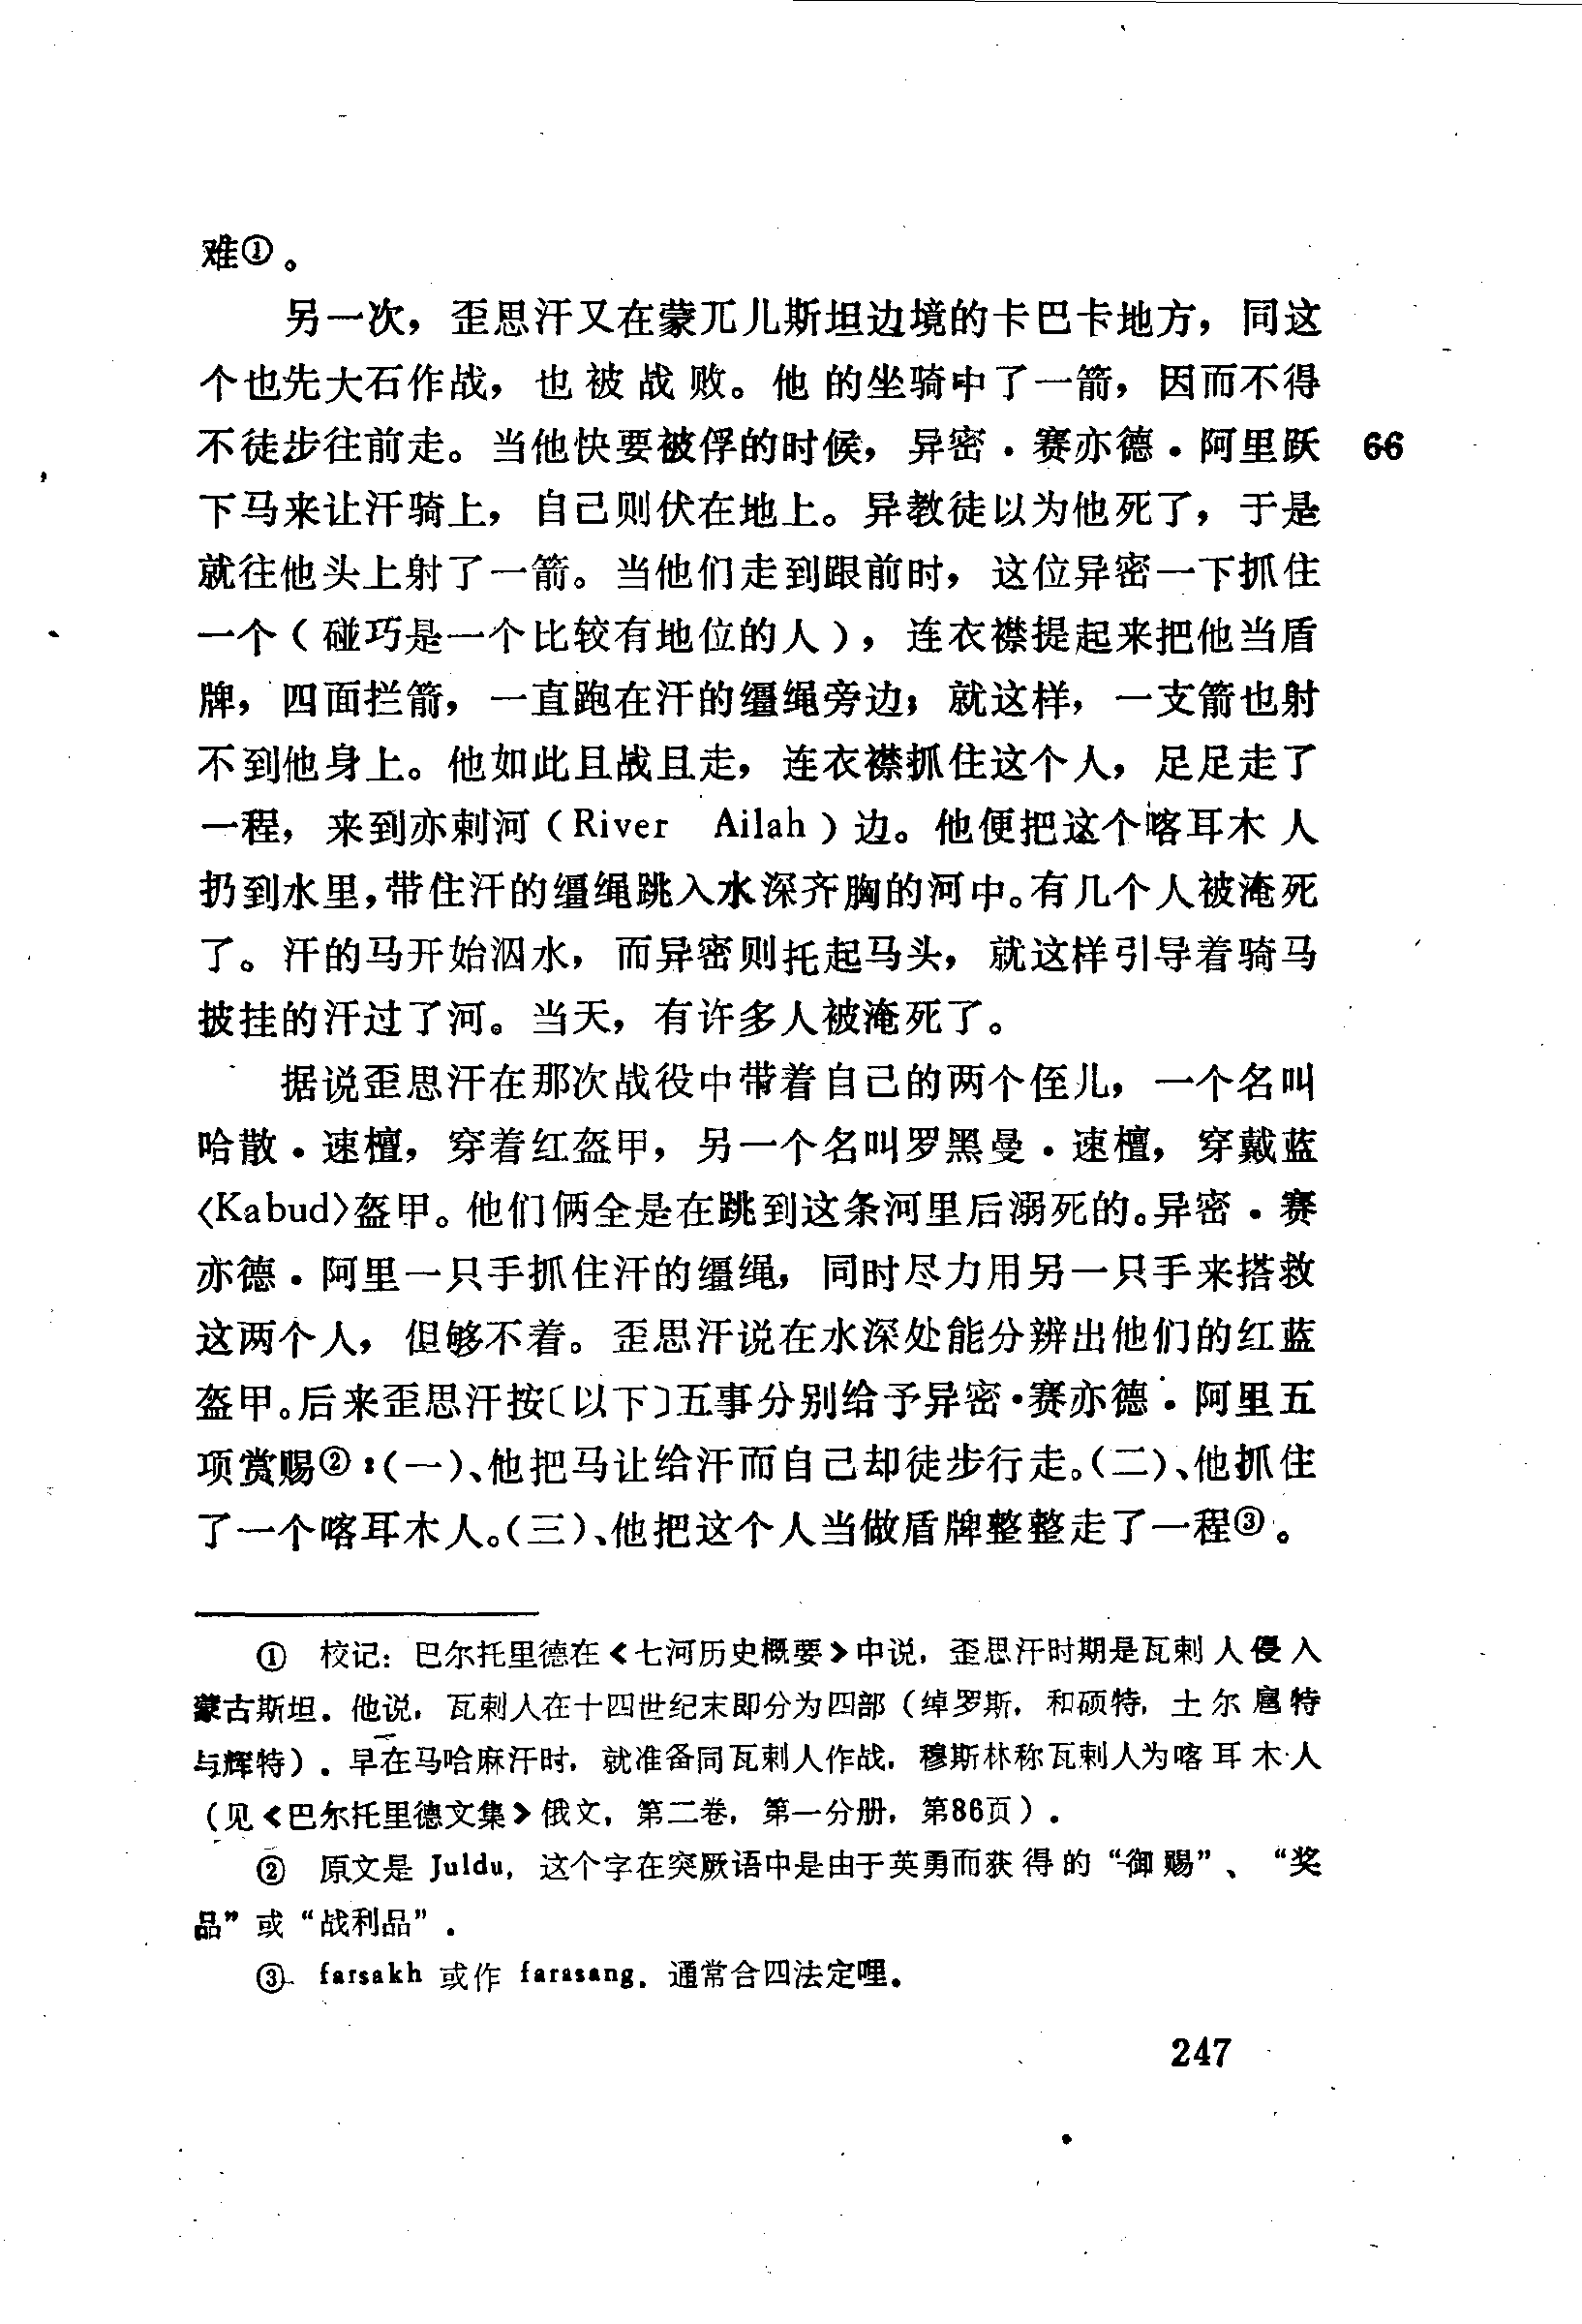 难①。
另一次，歪思汗又在蒙兀儿斯坦边境的卡巴卡地方，同这
个也先大石作战，也被战败。他的坐骑中了一箭，因而不得
不徒步往前走。当他快要被俘的时候，异密·赛亦德·阿里跃 66
下马来让汗骑上，自己则伏在地上。异教徒以为他死了，于是
就往他头上射了一箭。当他们走到跟前时，这位异密一下抓住
一个（碰巧是一个比较有地位的人），连衣襟提起来把他当盾
牌，四面拦箭，一直跑在汗的缰绳旁边；就这样，一支箭也射
不到他身上。他如此且战且走，连衣襟抓住这个人，足足走了
一程，来到亦剌河（River Ailah）边。他便把这个喀耳木人
扔到水里，带住汗的缰绳跳入水深齐胸的河中。有几个人被淹死
了。汗的马开始泅水，而异密则托起马头，就这样引导着骑马
披挂的汗过了河。当天，有许多人被淹死了。
据说歪思汗在那次战役中带着自己的两个侄儿，一个名叫
哈散·速檀，穿着红盔甲，另一个名叫罗黑曼·速檀，穿戴蓝
〈Kabud〉盔甲。他们俩全是在跳到这条河里后溺死的。异密·赛
亦德·阿里一只手抓住汗的缰绳，同时尽力用另一只手来搭救
这两个人，但够不着。歪思汗说在水深处能分辨出他们的红蓝
盔甲。后来歪思汗按〔以下〕五事分别给予异密·赛亦德·阿里五
项赏赐②：（一）、他把马让给汗而自己却徒步行走。（二）、他抓住
了一个喀耳木人。（三）、他把这个人当做盾牌整整走了一程③。
① 校记：巴尔托里德在《七河历史概要》中说，歪思汗时期是瓦剌人侵入
蒙古斯坦．他说，瓦剌人在十四世纪末即分为四部（绰罗斯，和硕特，土尔扈特
与辉特）．早在马哈麻汗时，就准备同瓦剌人作战，穆斯林称瓦剌人为喀耳木人
（见《巴尔托里德文集》俄文，第二卷，第一分册，第86页）．
② 原文是 Juldu，这个字在突厥语中是由于英勇而获得的“御赐”、“奖
品”或“战利品”．
③ farsakh 或作 farasang，通常合四法定哩．
247